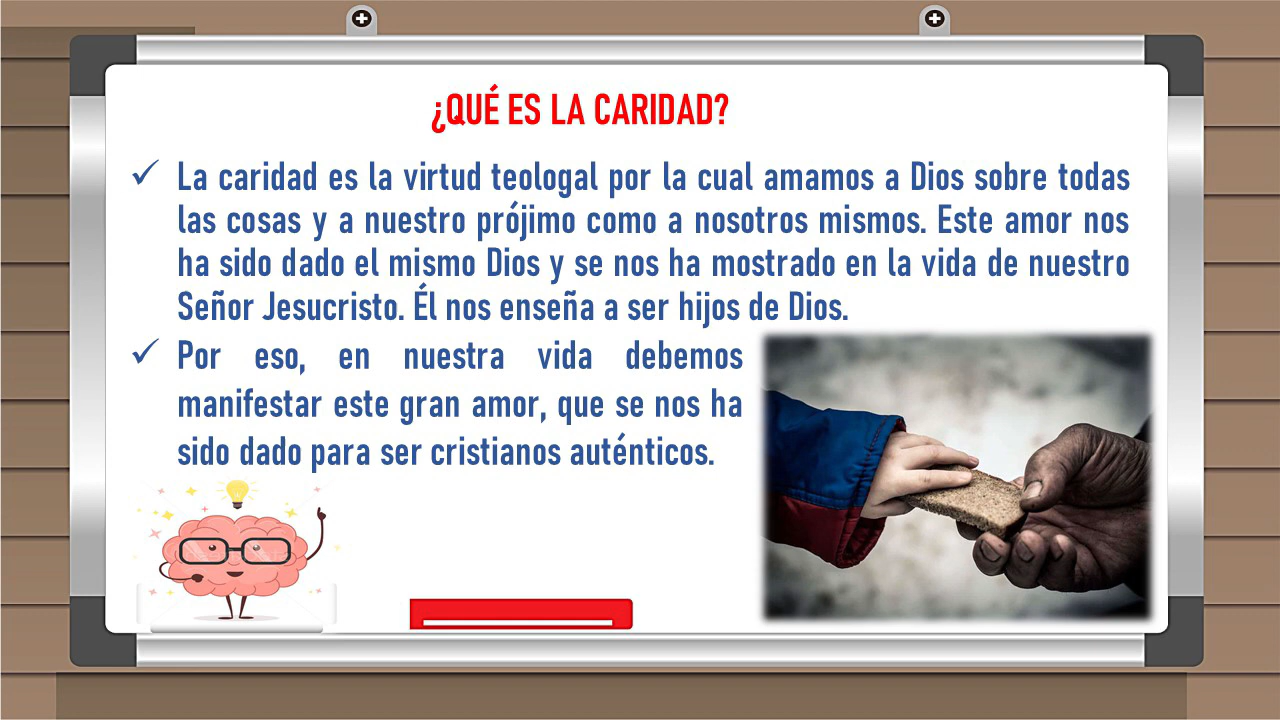 ¿QUÉ ES LA CARIDAD?
La caridad es la virtud teologal por la cual amamos a Dios sobre todas
las cosas y a nuestro prójimo como a nosotros mismos. Este amor nos
ha sido dado el mismo Dios y se nos ha mostrado en la vida de nuestro
Señor Jesucristo. Él nos enseña a ser hijos de Dios.
Por eso, en nuestra vida debemos
manifestar este gran amor, que se nos ha
sido dado para ser cristianos auténticos.